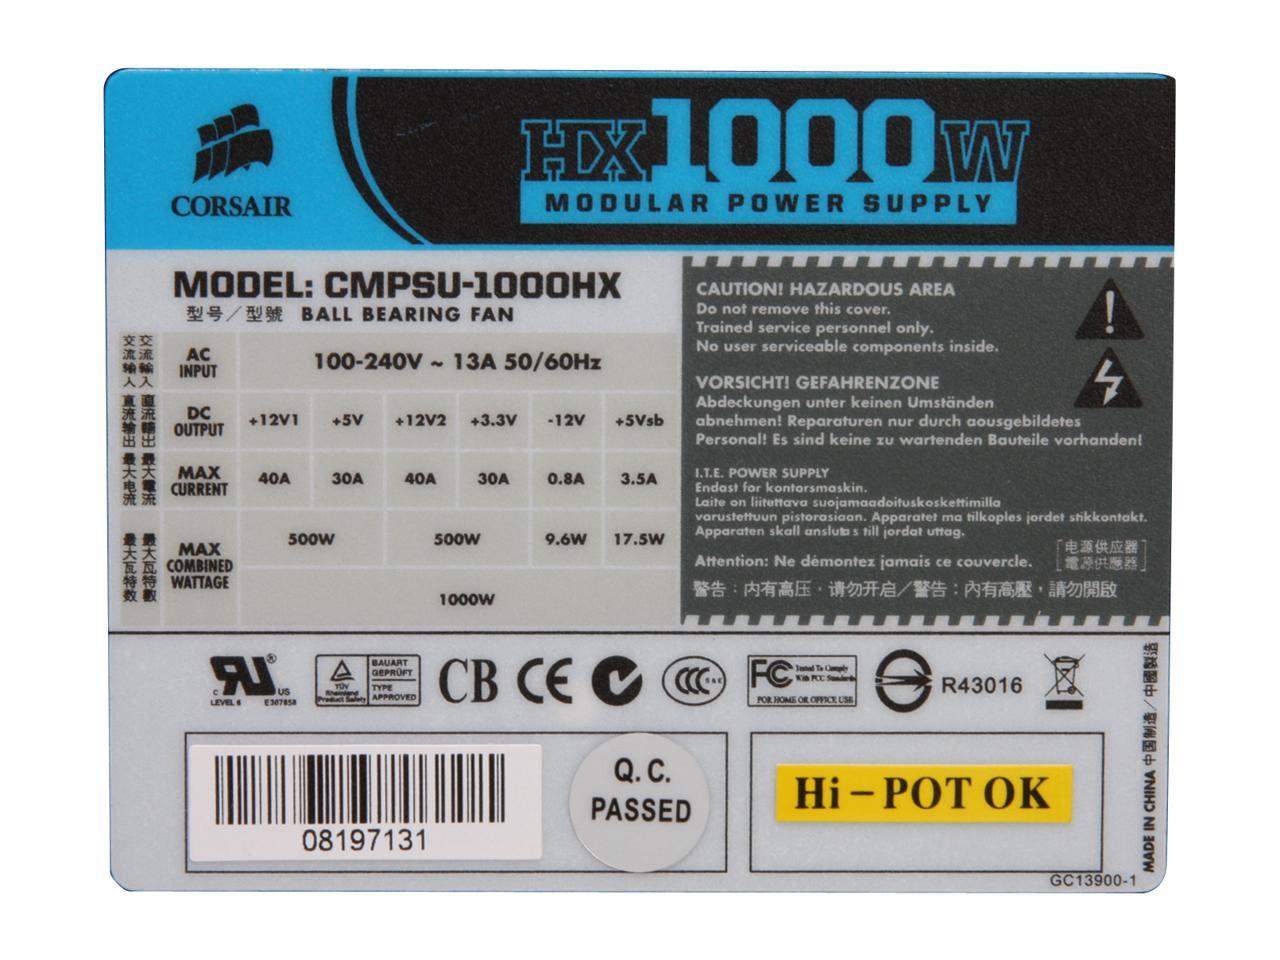 CORSAIR
HX1000W
MODULAR POWER SUPPLY
MODEL: CMPSU-1000HX
型号／型號 BALL BEARING FAN
交流输入 交流輸入 AC INPUT 100-240V ~ 13A 50/60Hz
直流输出 直流輸出 DC OUTPUT +12V1 +5V +12V2 +3.3V -12V +5Vsb
最大电流 最大電流 MAX CURRENT 40A 30A 40A 30A 0.8A 3.5A
最大瓦特数 最大瓦特數 MAX COMBINED WATTAGE 500W 500W 9.6W 17.5W
1000W
CAUTION! HAZARDOUS AREA
Do not remove this cover.
Trained service personnel only.
No user serviceable components inside.
VORSICHT! GEFAHRENZONE
Abdeckungen unter keinen Umständen
abnehmen! Reparaturen nur durch aousgebildetes
Personal! Es sind keine zu wartenden Bauteile vorhanden!
I.T.E. POWER SUPPLY
Endast for kontorsmaskin.
Laite on liitettava suojamaadoituskoskettimilla
varustettuun pistorasiaan. Apparatet ma tilkoples jordet stikkontakt.
Apparaten skall anslutas till jordat uttag.
Attention: Ne démontez jamais ce couvercle.
电源供应器
電源供應器
警告：内有高压，请勿开启／警告：內有高壓，請勿開啟
c RU US
LEVEL 6 E307858
TÜV
Rheinland
Product Safety
BAUART
GEPRÜFT
TYPE
APPROVED
CB
CE
CCC S&E
FC Tested To Comply
With FCC Standards
FOR HOME OR OFFICE USE
R43016
MADE IN CHINA 中国制造／中國製造
08197131
Q.C.
PASSED
Hi-POT OK
GC13900-1